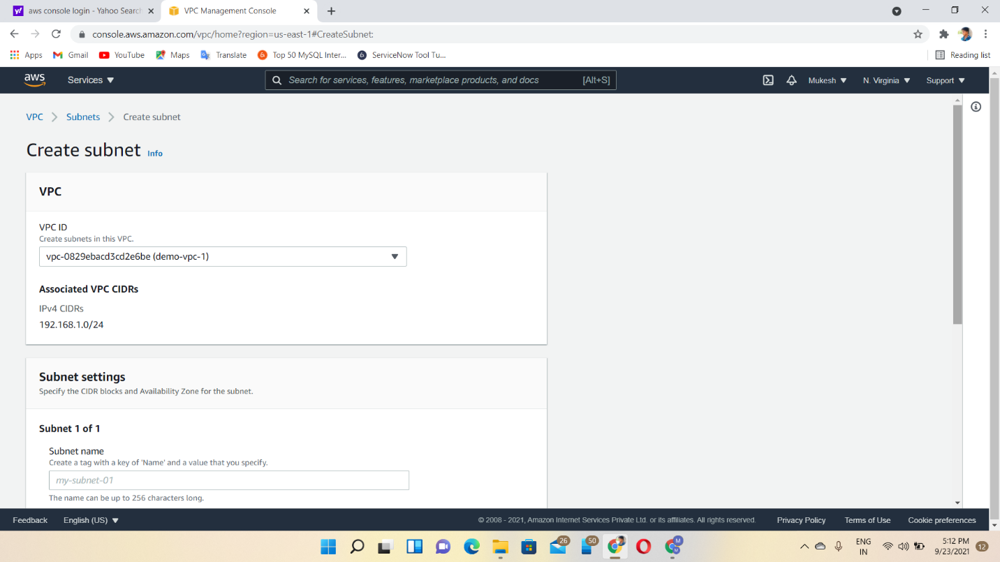 aws console login - Yahoo Search
VPC Management Console
console.aws.amazon.com/vpc/home?region=us-east-1#CreateSubnet:
Apps
Gmail
YouTube
Maps
Translate
Top 50 MySQL Inter...
ServiceNow Tool Tu...
Reading list
aws
Services
Search for services, features, marketplace products, and docs
[Alt+S]
Mukesh
N. Virginia
Support
VPC
Subnets
Create subnet
Create subnet Info
VPC
VPC ID
Create subnets in this VPC.
vpc-0829ebacd3cd2e6be (demo-vpc-1)
Associated VPC CIDRs
IPv4 CIDRs
192.168.1.0/24
Subnet settings
Specify the CIDR blocks and Availability Zone for the subnet.
Subnet 1 of 1
Subnet name
Create a tag with a key of 'Name' and a value that you specify.
my-subnet-01
The name can be up to 256 characters long.
Feedback
English (US)
© 2008 - 2021, Amazon Internet Services Private Ltd. or its affiliates. All rights reserved.
Privacy Policy
Terms of Use
Cookie preferences
26
50
M
M
ENG
IN
5:12 PM
9/23/2021
12